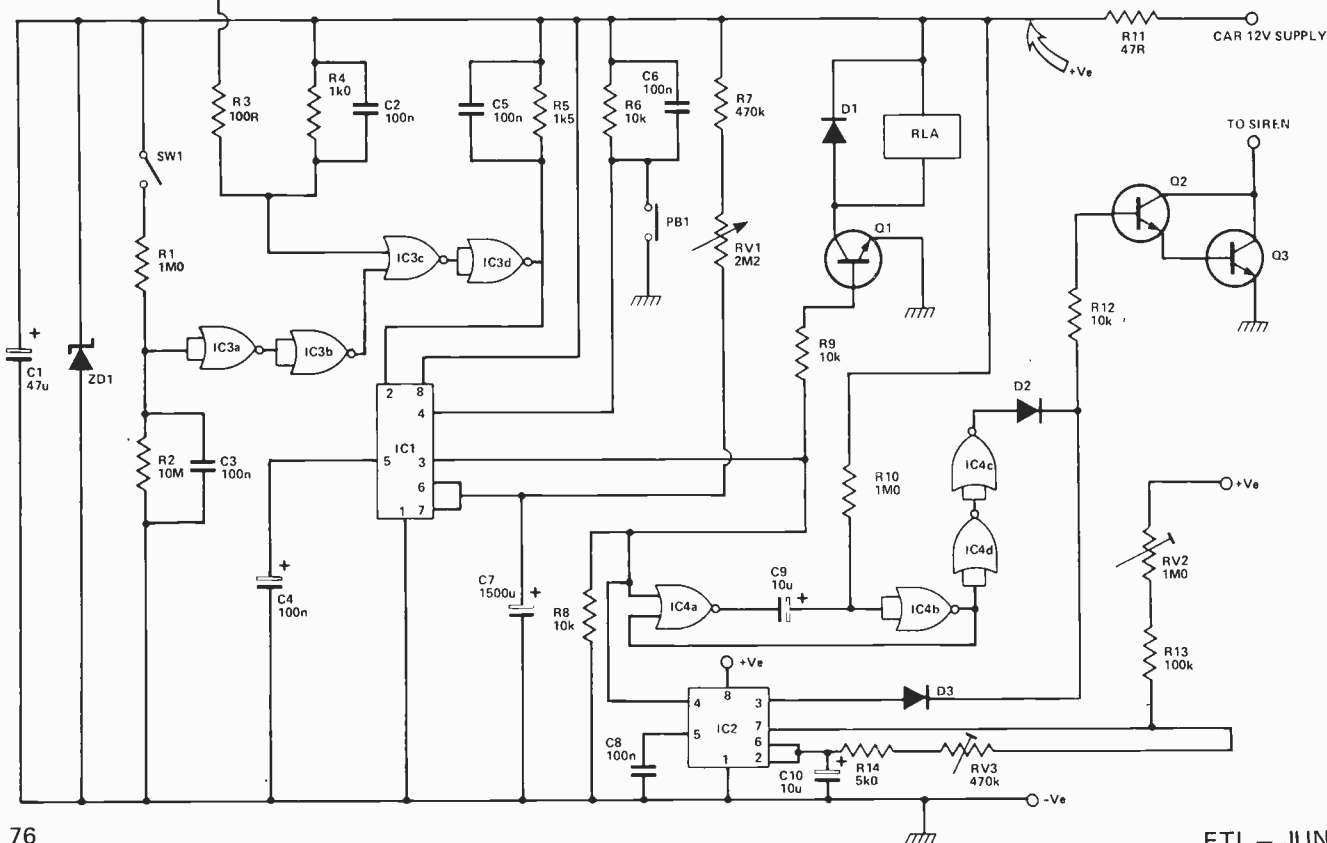 R11
47R
CAR 12V SUPPLY
+Ve
R3
100R
R4
1k0
C2
100n
C5
100n
R5
1k5
C6
100n
R6
10k
R7
470k
D1
RLA
TO SIREN
SW1
PB1
Q1
Q2
Q3
R1
1M0
IC3c
IC3d
RV1
2M2
R12
10k
IC3a
IC3b
R9
10k
C1
47u
+
ZD1
2
8
4
IC1
5
3
6
7
1
D2
R2
10M
C3
100n
IC4c
R10
1M0
+Ve
IC4d
RV2
1M0
+
C4
100n
C7
1500u
+
R8
10k
IC4a
C9
10u
+
IC4b
R13
100k
+Ve
8
4
3
D3
IC2
7
5
6
2
1
C8
100n
C10
10u
+
R14
5k0
RV3
470k
-Ve
76
ETI – JUN